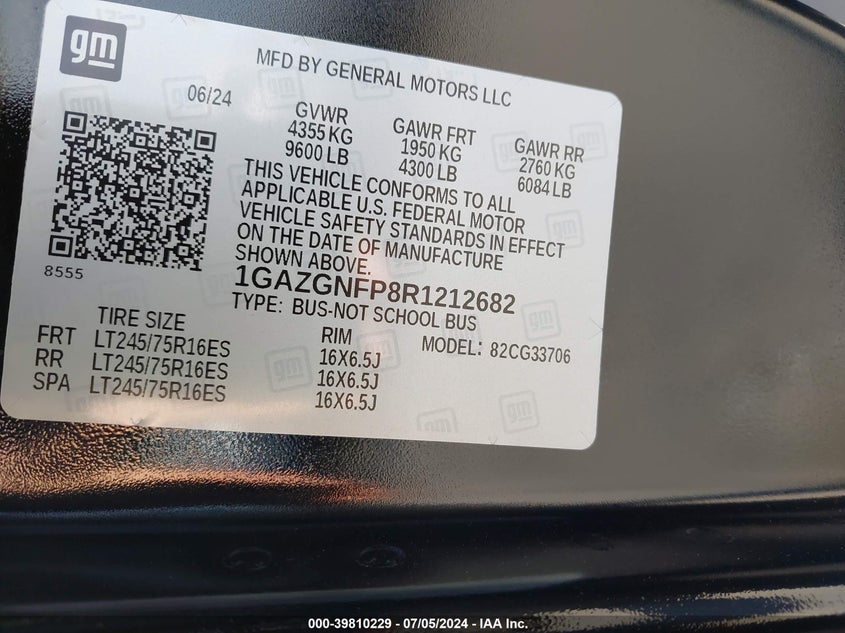 gm
MFD BY GENERAL MOTORS LLC
06/24
GVWR GAWR FRT GAWR RR
4355 KG 1950 KG 2760 KG
9600 LB 4300 LB 6084 LB
THIS VEHICLE CONFORMS TO ALL
APPLICABLE U.S. FEDERAL MOTOR
VEHICLE SAFETY STANDARDS IN EFFECT
ON THE DATE OF MANUFACTURE
SHOWN ABOVE.
8555
1GAZGNFP8R1212682
TYPE: BUS-NOT SCHOOL BUS
TIRE SIZE RIM MODEL: 82CG33706
FRT LT245/75R16ES 16X6.5J
RR LT245/75R16ES 16X6.5J
SPA LT245/75R16ES 16X6.5J
000-39810229 / 07/05/2024 - IAA Inc.